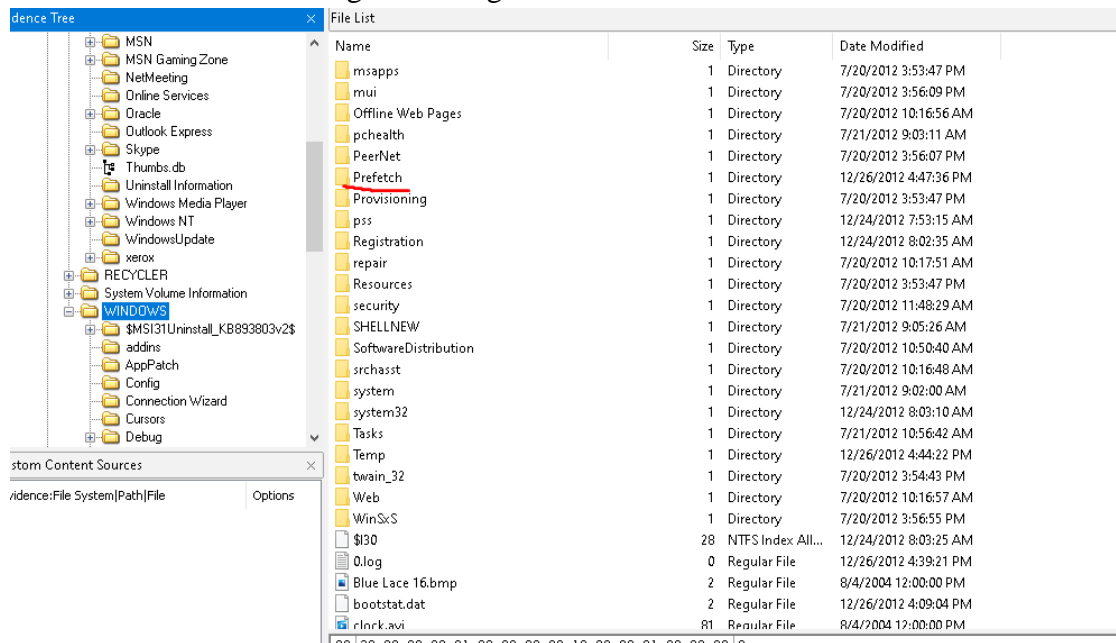 dence Tree
MSN
MSN Gaming Zone
NetMeeting
Online Services
Oracle
Outlook Express
Skype
Thumbs.db
Uninstall Information
Windows Media Player
Windows NT
WindowsUpdate
xerox
RECYCLER
System Volume Information
WINDOWS
$MSI31Uninstall_KB893803v2$
addins
AppPatch
Config
Connection Wizard
Cursors
Debug
stom Content Sources
vidence:File System|Path|File Options
File List
Name Size Type Date Modified
msapps 1 Directory 7/20/2012 3:53:47 PM
mui 1 Directory 7/20/2012 3:56:09 PM
Offline Web Pages 1 Directory 7/20/2012 10:16:56 AM
pchealth 1 Directory 7/21/2012 9:03:11 AM
PeerNet 1 Directory 7/20/2012 3:56:07 PM
Prefetch 1 Directory 12/26/2012 4:47:36 PM
Provisioning 1 Directory 7/20/2012 3:53:47 PM
pss 1 Directory 12/24/2012 7:53:15 AM
Registration 1 Directory 12/24/2012 8:02:35 AM
repair 1 Directory 7/20/2012 10:17:51 AM
Resources 1 Directory 7/20/2012 3:53:47 PM
security 1 Directory 7/20/2012 11:48:29 AM
SHELLNEW 1 Directory 7/21/2012 9:05:26 AM
SoftwareDistribution 1 Directory 7/20/2012 10:50:40 AM
srchasst 1 Directory 7/20/2012 10:16:48 AM
system 1 Directory 7/21/2012 9:02:00 AM
system32 1 Directory 12/24/2012 8:03:10 AM
Tasks 1 Directory 7/21/2012 10:56:42 AM
Temp 1 Directory 12/26/2012 4:44:22 PM
twain_32 1 Directory 7/20/2012 3:54:43 PM
Web 1 Directory 7/20/2012 10:16:57 AM
WinSxS 1 Directory 7/20/2012 3:56:55 PM
$I30 28 NTFS Index All... 12/24/2012 8:03:25 AM
0.log 0 Regular File 12/26/2012 4:39:21 PM
Blue Lace 16.bmp 2 Regular File 8/4/2004 12:00:00 PM
bootstat.dat 2 Regular File 12/26/2012 4:09:04 PM
clock.avi 81 Regular File 8/4/2004 12:00:00 PM